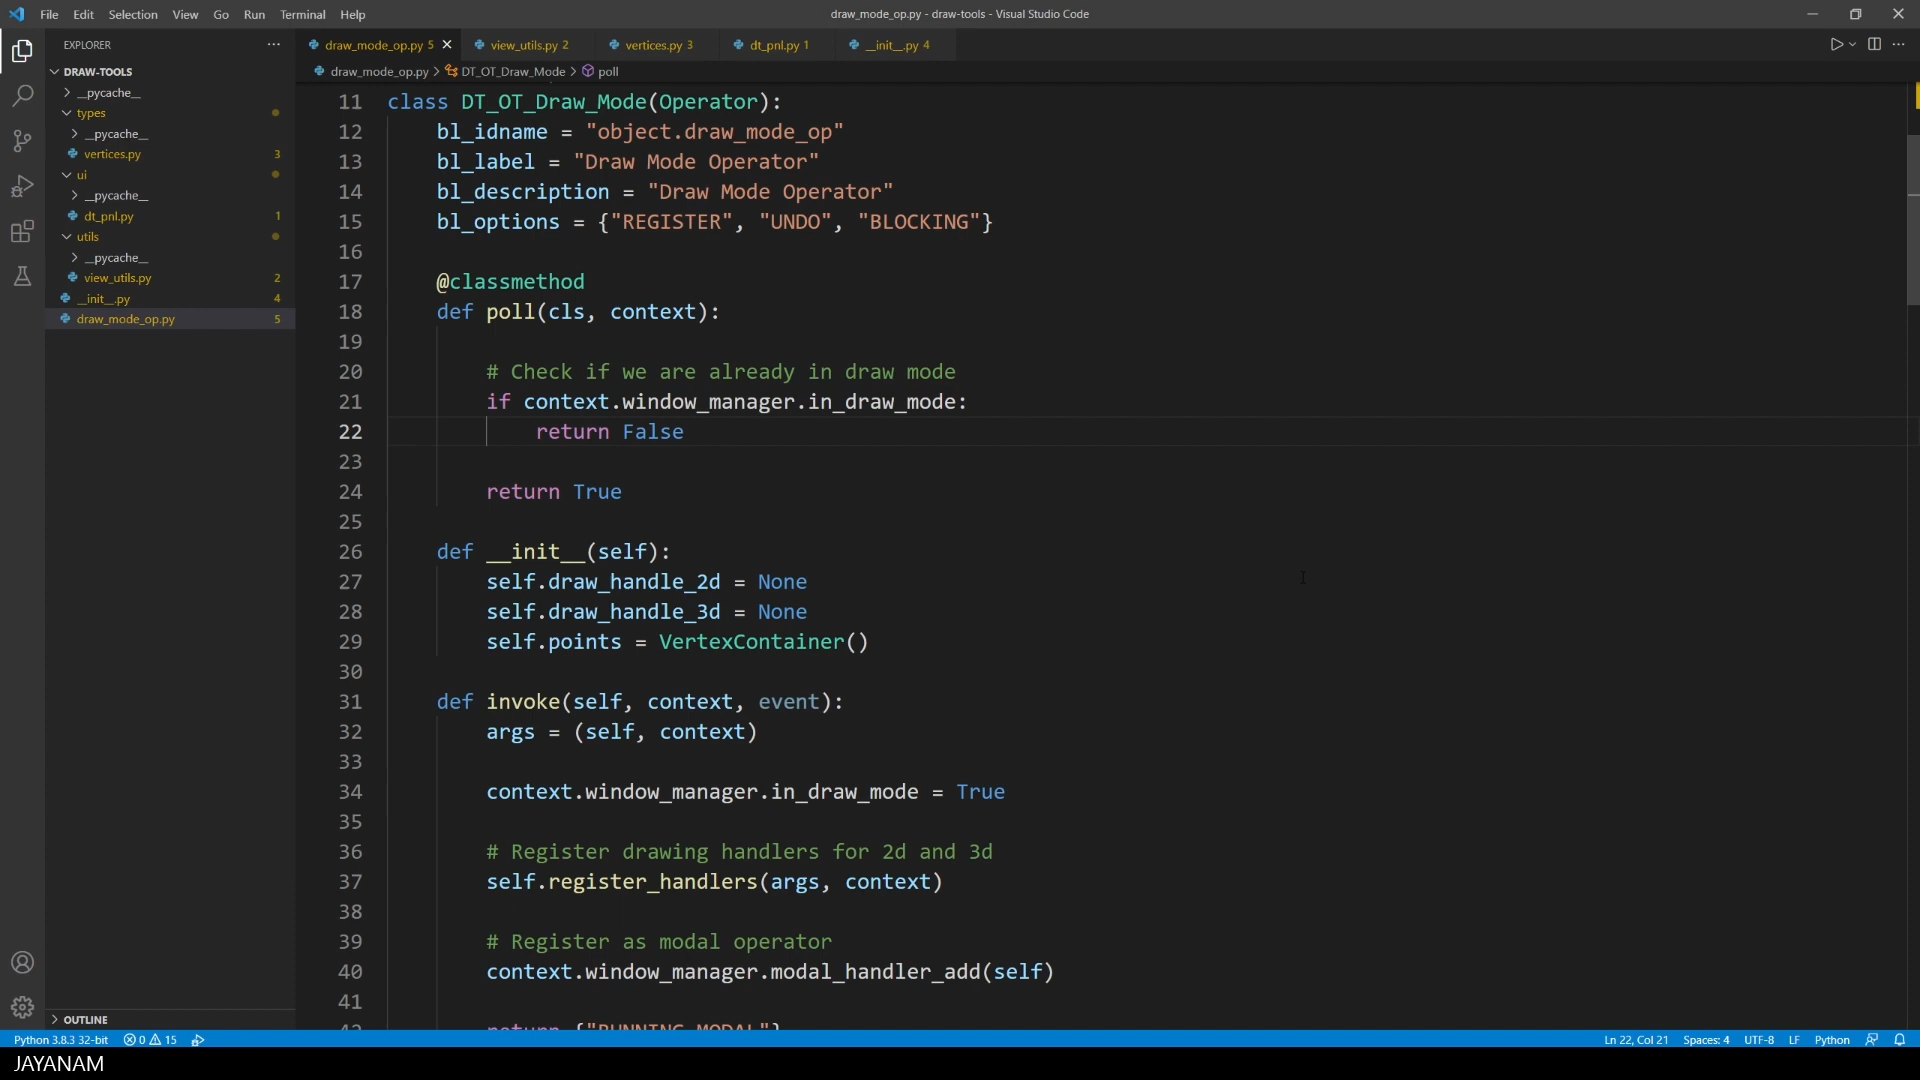 File Edit Selection View Go Run Terminal Help
draw_mode_op.py - draw-tools - Visual Studio Code
EXPLORER
draw_mode_op.py 5
view_utils.py 2
vertices.py 3
dt_pnl.py 1
__init__.py 4
draw_mode_op.py > DT_OT_Draw_Mode > poll
DRAW-TOOLS
__pycache__
types
__pycache__
vertices.py 3
ui
__pycache__
dt_pnl.py 1
utils
__pycache__
view_utils.py 2
__init__.py 4
draw_mode_op.py 5
OUTLINE
11 class DT_OT_Draw_Mode(Operator):
12 bl_idname = "object.draw_mode_op"
13 bl_label = "Draw Mode Operator"
14 bl_description = "Draw Mode Operator"
15 bl_options = {"REGISTER", "UNDO", "BLOCKING"}
16
17 @classmethod
18 def poll(cls, context):
19
20 # Check if we are already in draw mode
21 if context.window_manager.in_draw_mode:
22 return False
23
24 return True
25
26 def __init__(self):
27 self.draw_handle_2d = None
28 self.draw_handle_3d = None
29 self.points = VertexContainer()
30
31 def invoke(self, context, event):
32 args = (self, context)
33
34 context.window_manager.in_draw_mode = True
35
36 # Register drawing handlers for 2d and 3d
37 self.register_handlers(args, context)
38
39 # Register as modal operator
40 context.window_manager.modal_handler_add(self)
41
42 return {"RUNNING_MODAL"}
Python 3.8.3 32-bit 0 15
Ln 22, Col 21 Spaces: 4 UTF-8 LF Python
JAYANAM